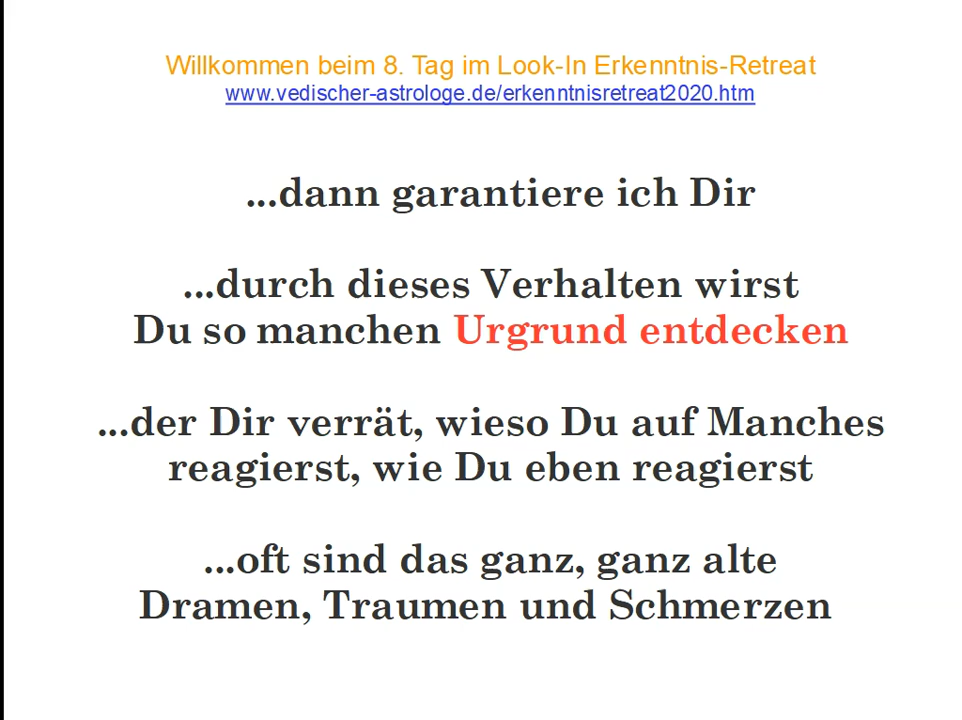 Willkommen beim 8. Tag im Look-In Erkenntnis-Retreat
www.vedischer-astrologe.de/erkenntnisretreat2020.htm
...dann garantiere ich Dir
...durch dieses Verhalten wirst
Du so manchen Urgrund entdecken
...der Dir verrät, wieso Du auf Manches
reagierst, wie Du eben reagierst
...oft sind das ganz, ganz alte
Dramen, Traumen und Schmerzen